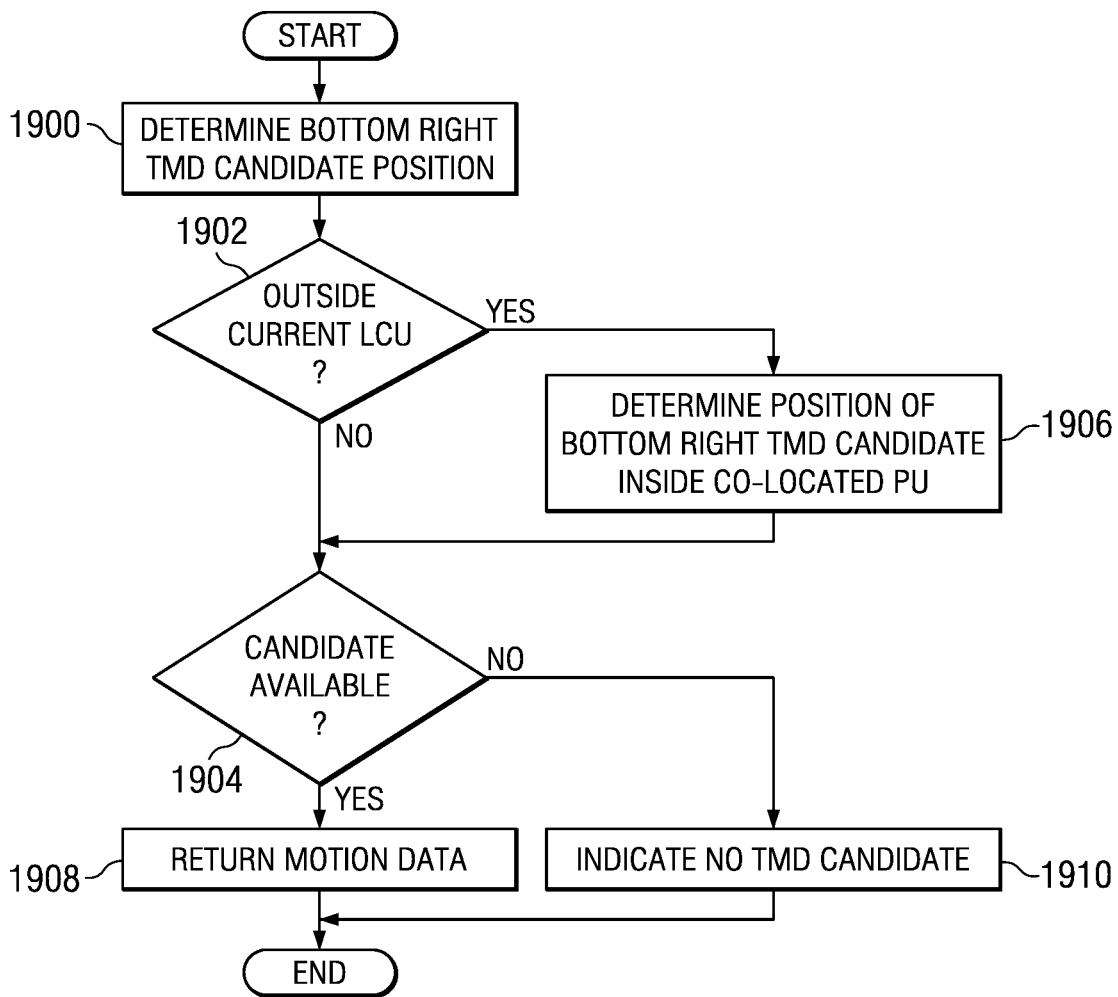 START
1900
DETERMINE BOTTOM RIGHT
TMD CANDIDATE POSITION
1902
OUTSIDE
CURRENT LCU
?
YES
NO
DETERMINE POSITION OF
BOTTOM RIGHT TMD CANDIDATE
INSIDE CO-LOCATED PU
1906
CANDIDATE
AVAILABLE
?
NO
1904
YES
1908
RETURN MOTION DATA
INDICATE NO TMD CANDIDATE
1910
END